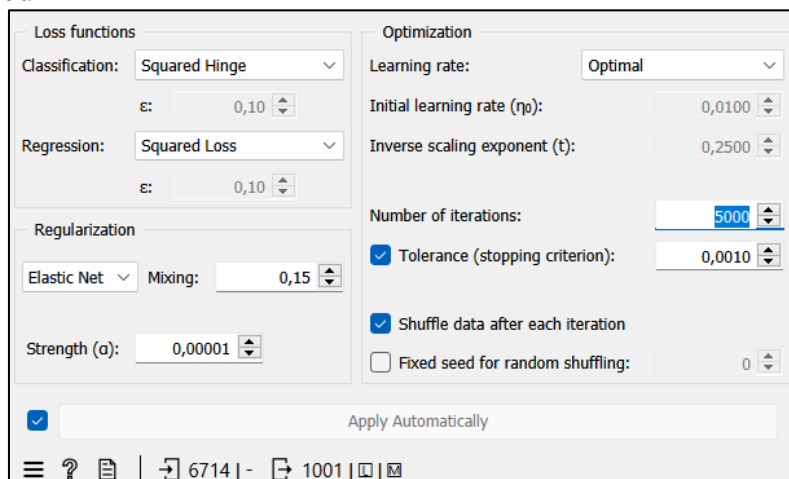 Loss functions
Classification: Squared Hinge
ε: 0,10
Regression: Squared Loss
ε: 0,10
Regularization
Elastic Net Mixing: 0,15
Strength (α): 0,00001
Optimization
Learning rate: Optimal
Initial learning rate (η₀): 0,0100
Inverse scaling exponent (t): 0,2500
Number of iterations: 5000
Tolerance (stopping criterion): 0,0010
Shuffle data after each iteration
Fixed seed for random shuffling: 0
Apply Automatically
6714 | - 1001 | L | M